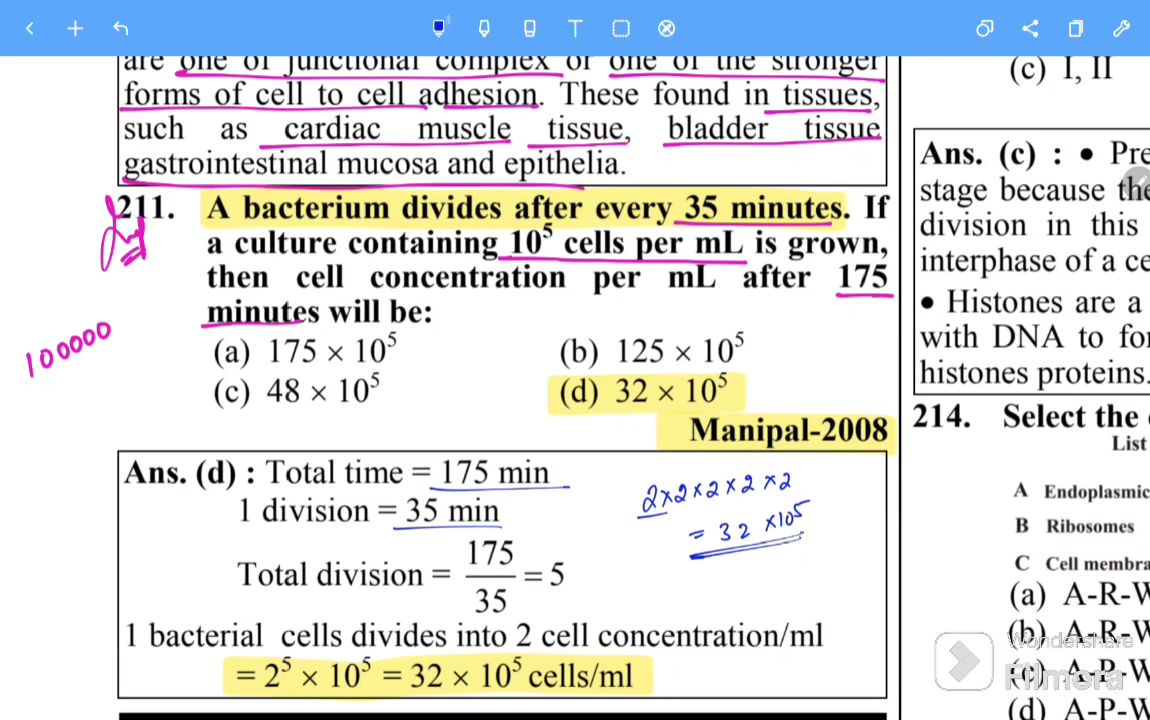 are one of junctional complex or one of the stronger
forms of cell to cell adhesion. These found in tissues,
such as cardiac muscle tissue, bladder tissue
gastrointestinal mucosa and epithelia.
211. A bacterium divides after every 35 minutes. If
a culture containing 10⁵ cells per mL is grown,
then cell concentration per mL after 175
minutes will be:
100000
(a) 175 × 10⁵ (b) 125 × 10⁵
(c) 48 × 10⁵ (d) 32 × 10⁵
Manipal-2008
Ans. (d) : Total time = 175 min
1 division = 35 min
Total division = 175/35 = 5
2×2×2×2×2
= 32 ×10⁵
1 bacterial cells divides into 2 cell concentration/ml
= 2⁵ × 10⁵ = 32 × 10⁵ cells/ml
(c) I, II
Ans. (c) : • Pre
stage because the
division in this
interphase of a ce
• Histones are a
with DNA to for
histones proteins.
214. Select the
List
A Endoplasmic
B Ribosomes
C Cell membra
(a) A-R-W
(b) A-R-W
(c) A-P-W
(d) A-P-W
Wondershare
Filmora